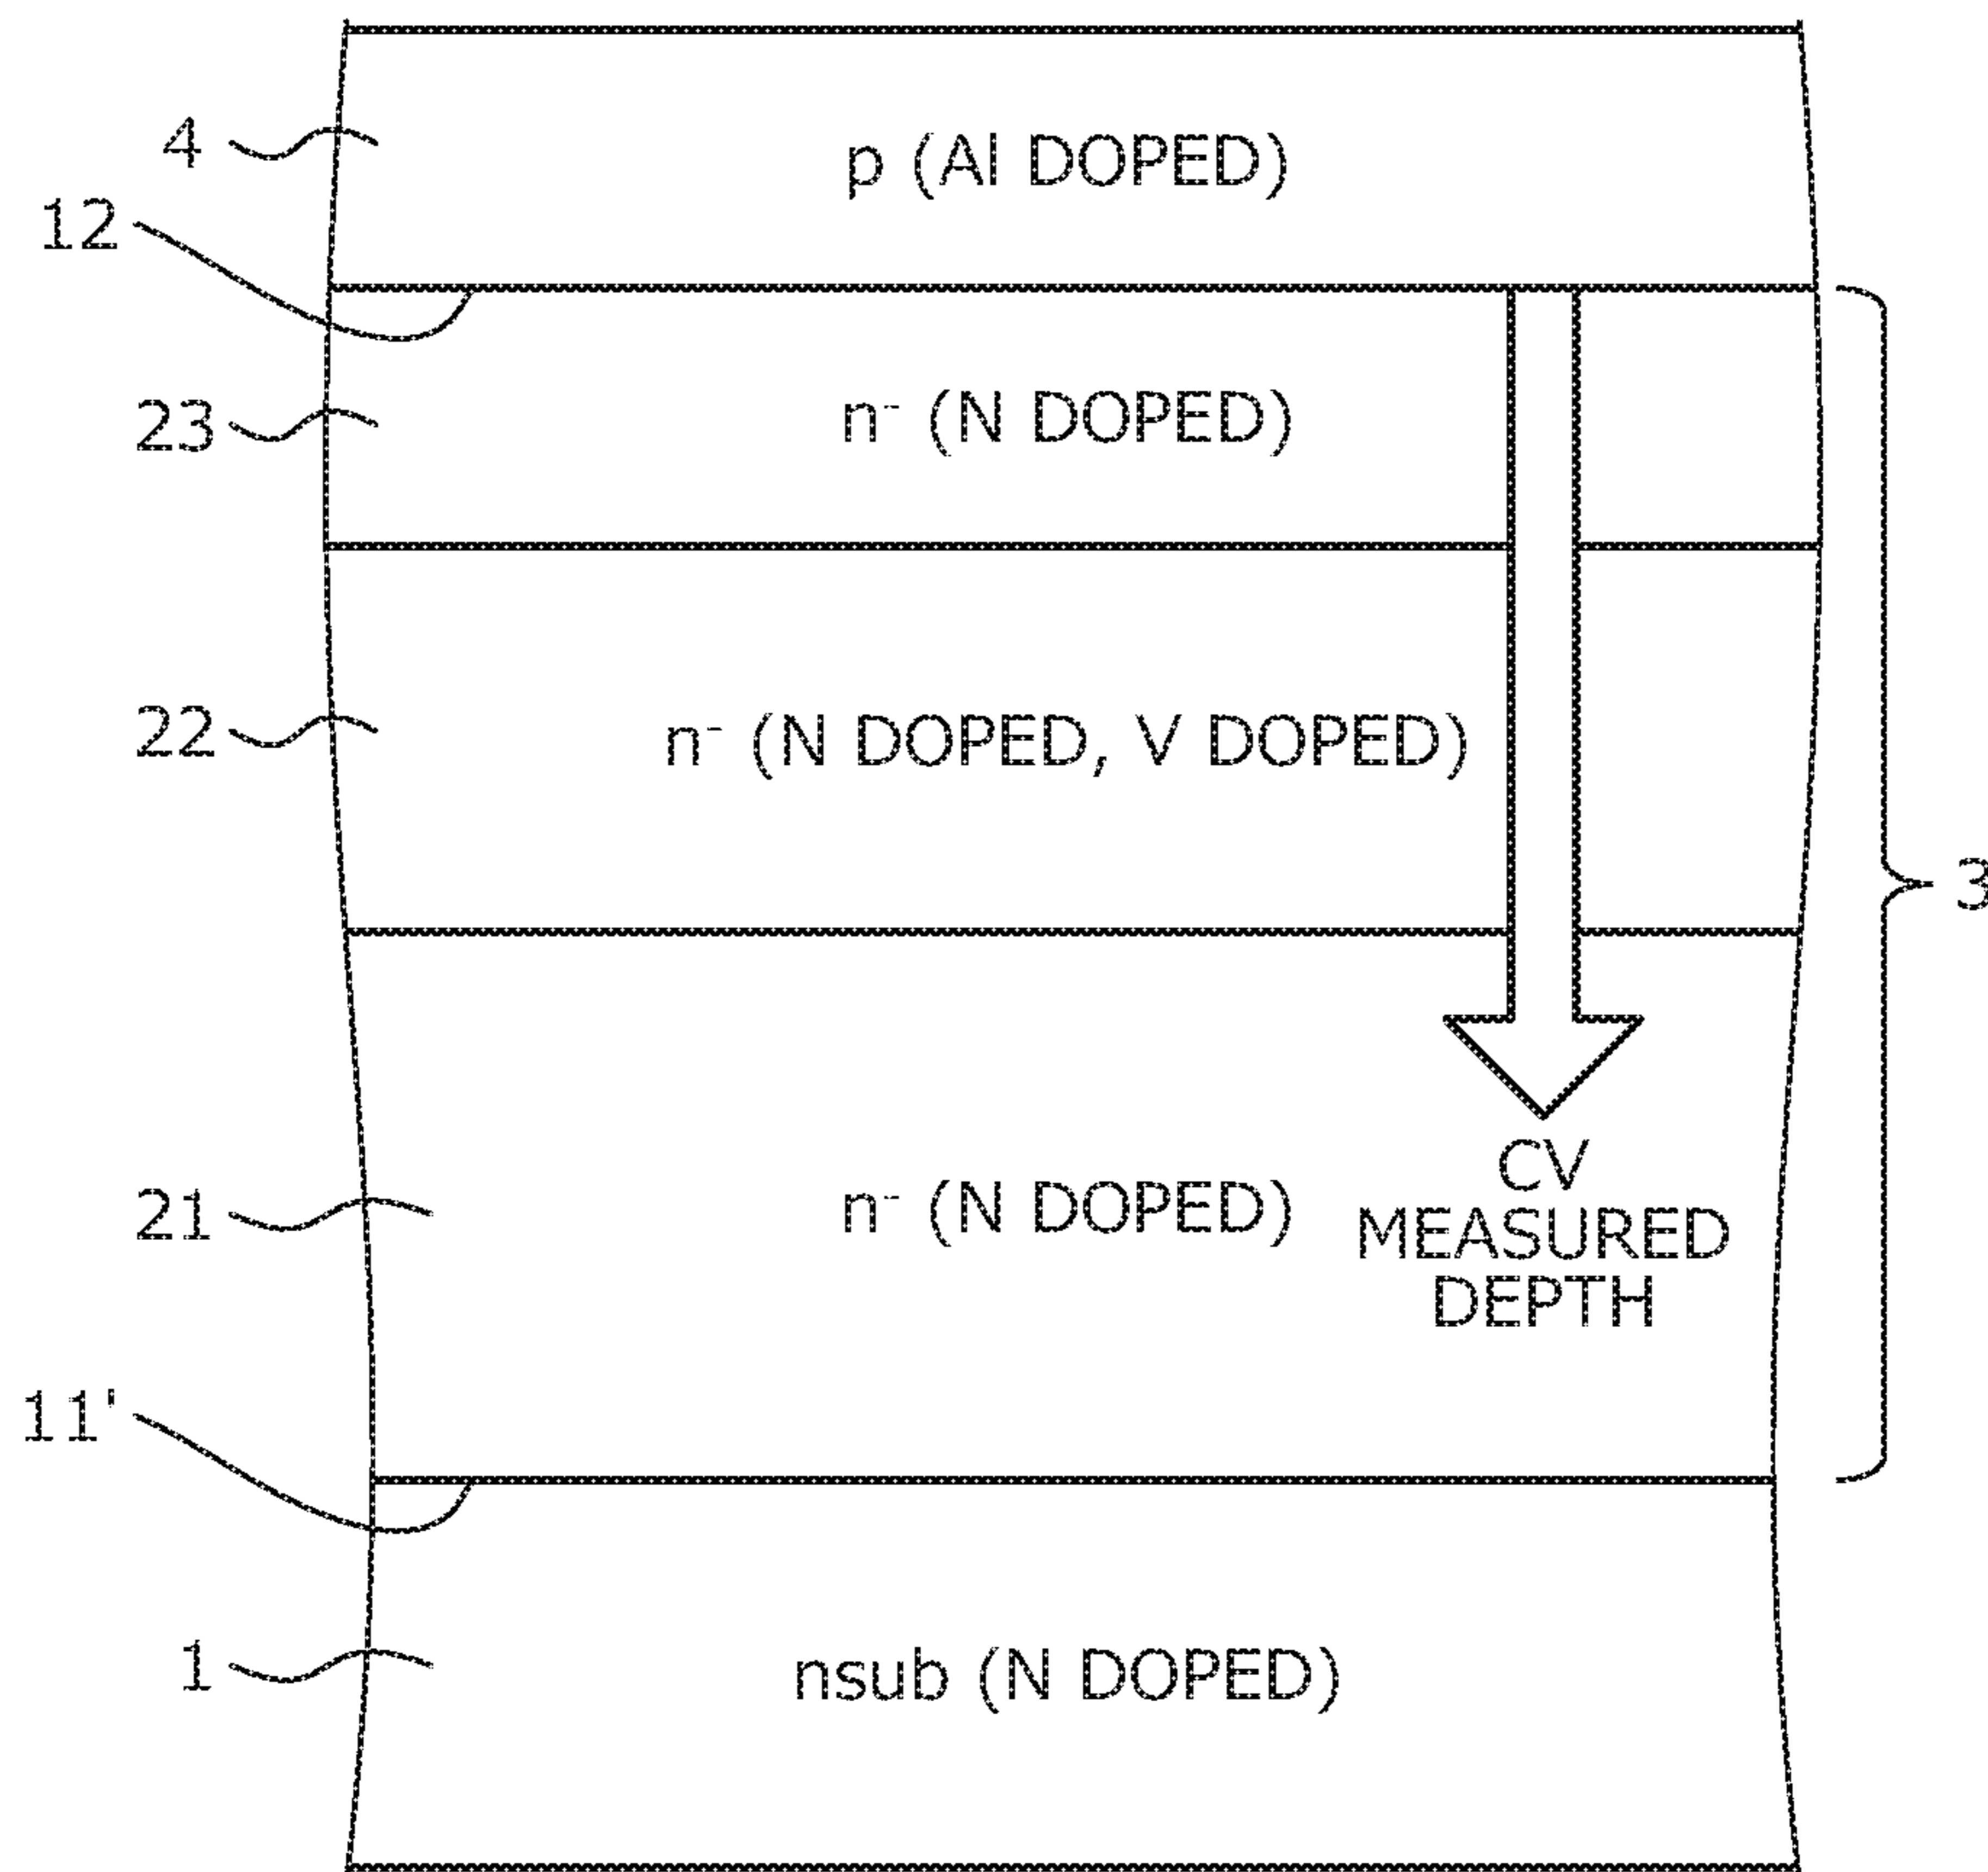 4
p (Al DOPED)
12
23
n- (N DOPED)
22
n- (N DOPED, V DOPED)
3
21
n- (N DOPED)
CV
MEASURED
DEPTH
11'
1
nsub (N DOPED)